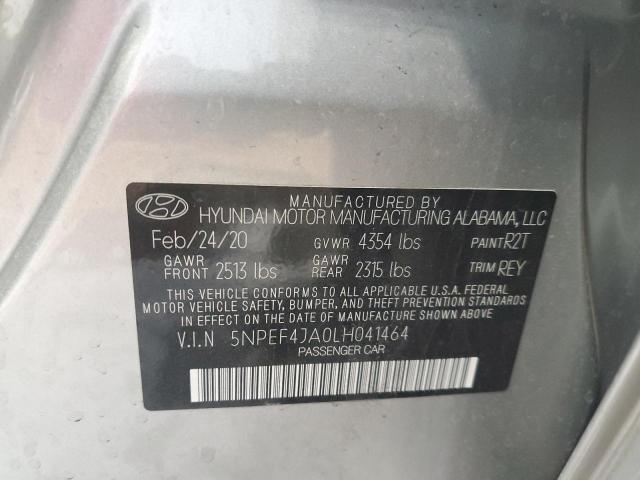 MANUFACTURED BY
HYUNDAI MOTOR MANUFACTURING ALABAMA, LLC
Feb/24/20 GVWR 4354 lbs PAINT R2T
GAWR FRONT 2513 lbs GAWR REAR 2315 lbs TRIM REY
THIS VEHICLE CONFORMS TO ALL APPLICABLE U.S.A. FEDERAL
MOTOR VEHICLE SAFETY, BUMPER, AND THEFT PREVENTION STANDARDS
IN EFFECT ON THE DATE OF MANUFACTURE SHOWN ABOVE.
V.I.N 5NPEF4JA0LH041464
PASSENGER CAR